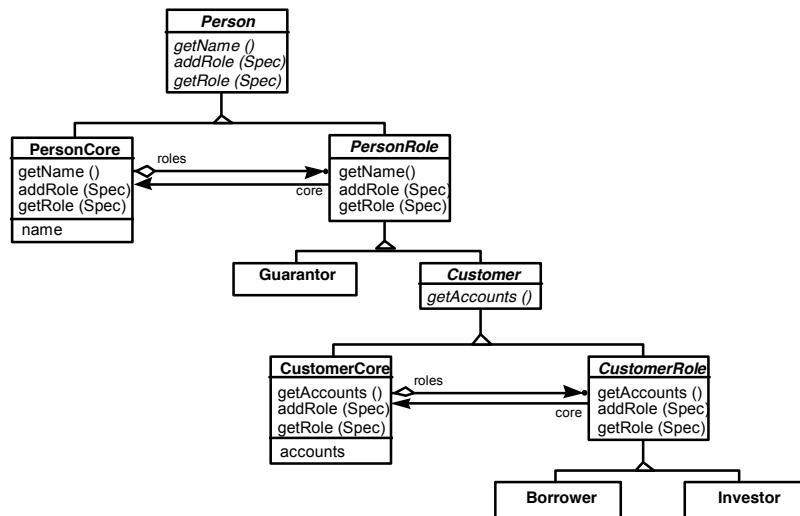 Person
getName ()
addRole (Spec)
getRole (Spec)
PersonCore
getName ()
addRole (Spec)
getRole (Spec)
name
roles
core
PersonRole
getName()
addRole (Spec)
getRole (Spec)
Guarantor
Customer
getAccounts ()
CustomerCore
getAccounts ()
addRole (Spec)
getRole (Spec)
accounts
roles
core
CustomerRole
getAccounts ()
addRole (Spec)
getRole (Spec)
Borrower
Investor